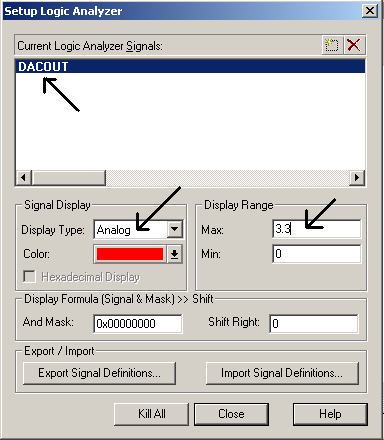 Setup Logic Analyzer
Current Logic Analyzer Signals:
DACOUT
Signal Display
Display Type: Analog
Color:
Hexadecimal Display
Display Range
Max: 3.3
Min: 0
Display Formula (Signal & Mask) >> Shift
And Mask: 0x00000000 Shift Right: 0
Export / Import
Export Signal Definitions... Import Signal Definitions...
Kill All Close Help